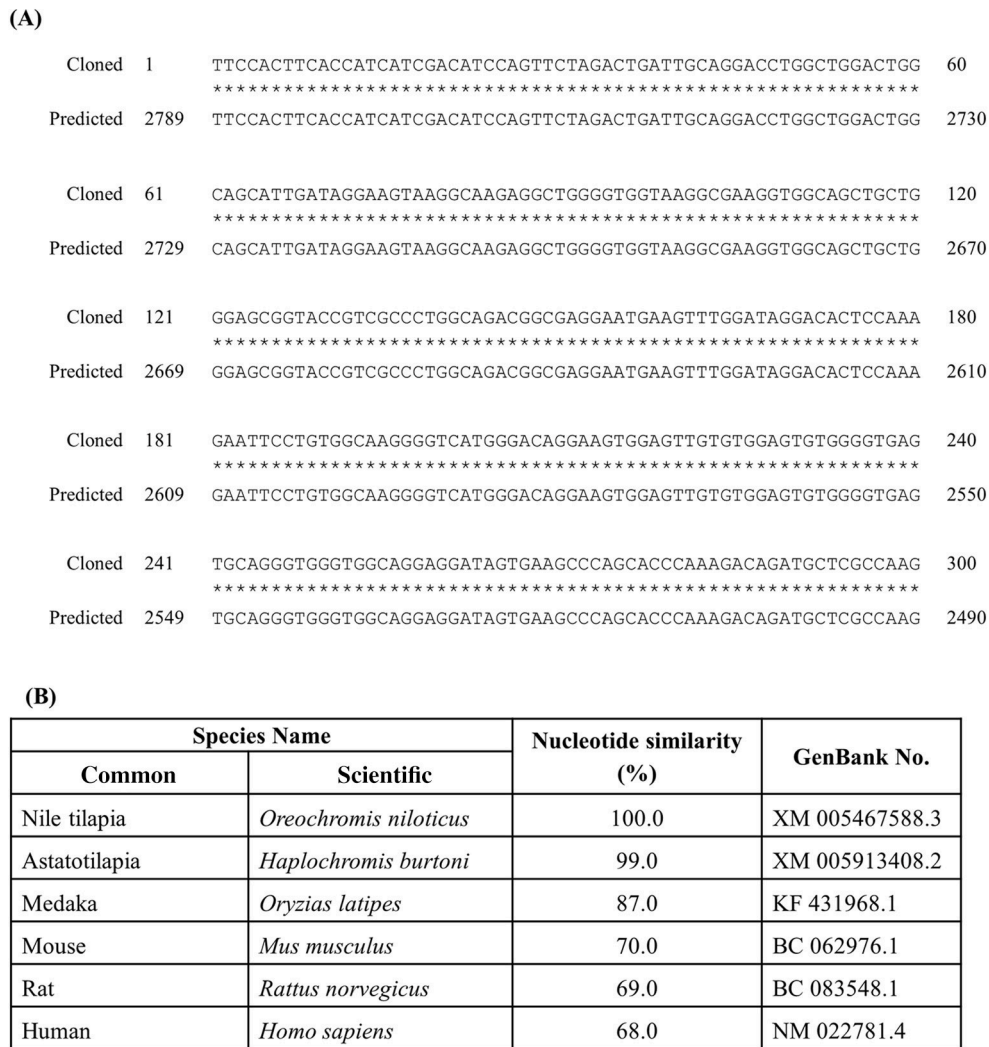 (A)
Cloned 1 TTCCACTTCACCATCATCGACATCCAGTTCTAGACTGATTGCAGGACCTGGCTGGACTGG 60
************************************************************
Predicted 2789 TTCCACTTCACCATCATCGACATCCAGTTCTAGACTGATTGCAGGACCTGGCTGGACTGG 2730
Cloned 61 CAGCATTGATAGGAAGTAAGGCAAGAGGCTGGGGTGGTAAGGCGAAGGTGGCAGCTGCTG 120
************************************************************
Predicted 2729 CAGCATTGATAGGAAGTAAGGCAAGAGGCTGGGGTGGTAAGGCGAAGGTGGCAGCTGCTG 2670
Cloned 121 GGAGCGGTACCGTCGCCCTGGCAGACGGCGAGGAATGAAGTTTGGATAGGACACTCCAAA 180
************************************************************
Predicted 2669 GGAGCGGTACCGTCGCCCTGGCAGACGGCGAGGAATGAAGTTTGGATAGGACACTCCAAA 2610
Cloned 181 GAATTCCTGTGGCAAGGGGTCATGGGACAGGAAGTGGAGTTGTGTGGAGTGTGGGGTGAG 240
************************************************************
Predicted 2609 GAATTCCTGTGGCAAGGGGTCATGGGACAGGAAGTGGAGTTGTGTGGAGTGTGGGGTGAG 2550
Cloned 241 TGCAGGGTGGGTGGCAGGAGGATAGTGAAGCCCAGCACCCAAAGACAGATGCTCGCCAAG 300
************************************************************
Predicted 2549 TGCAGGGTGGGTGGCAGGAGGATAGTGAAGCCCAGCACCCAAAGACAGATGCTCGCCAAG 2490
(B)
Species Name Nucleotide similarity (%) GenBank No.
Common Scientific
Nile tilapia Oreochromis niloticus 100.0 XM 005467588.3
Astatotilapia Haplochromis burtoni 99.0 XM 005913408.2
Medaka Oryzias latipes 87.0 KF 431968.1
Mouse Mus musculus 70.0 BC 062976.1
Rat Rattus norvegicus 69.0 BC 083548.1
Human Homo sapiens 68.0 NM 022781.4